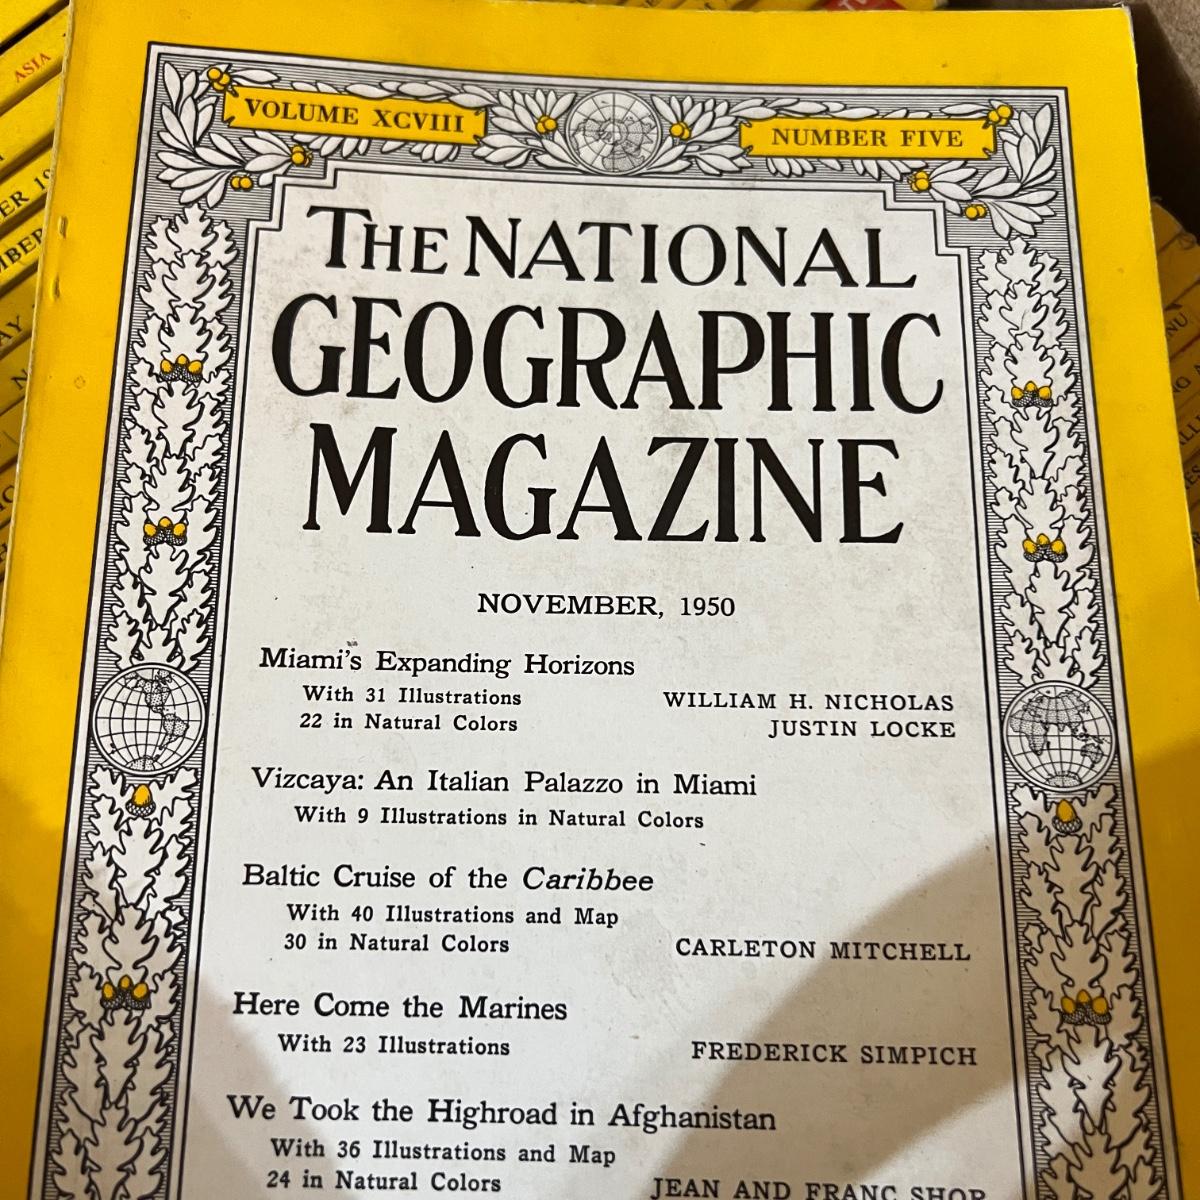 VOLUME XCVIII
NUMBER FIVE
THE NATIONAL
GEOGRAPHIC
MAGAZINE
NOVEMBER, 1950
Miami's Expanding Horizons
With 31 Illustrations
22 in Natural Colors
WILLIAM H. NICHOLAS
JUSTIN LOCKE
Vizcaya: An Italian Palazzo in Miami
With 9 Illustrations in Natural Colors
Baltic Cruise of the Caribbee
With 40 Illustrations and Map
30 in Natural Colors
CARLETON MITCHELL
Here Come the Marines
With 23 Illustrations
FREDERICK SIMPICH
We Took the Highroad in Afghanistan
With 36 Illustrations and Map
24 in Natural Colors
JEAN AND FRANC SHOR
ASIA